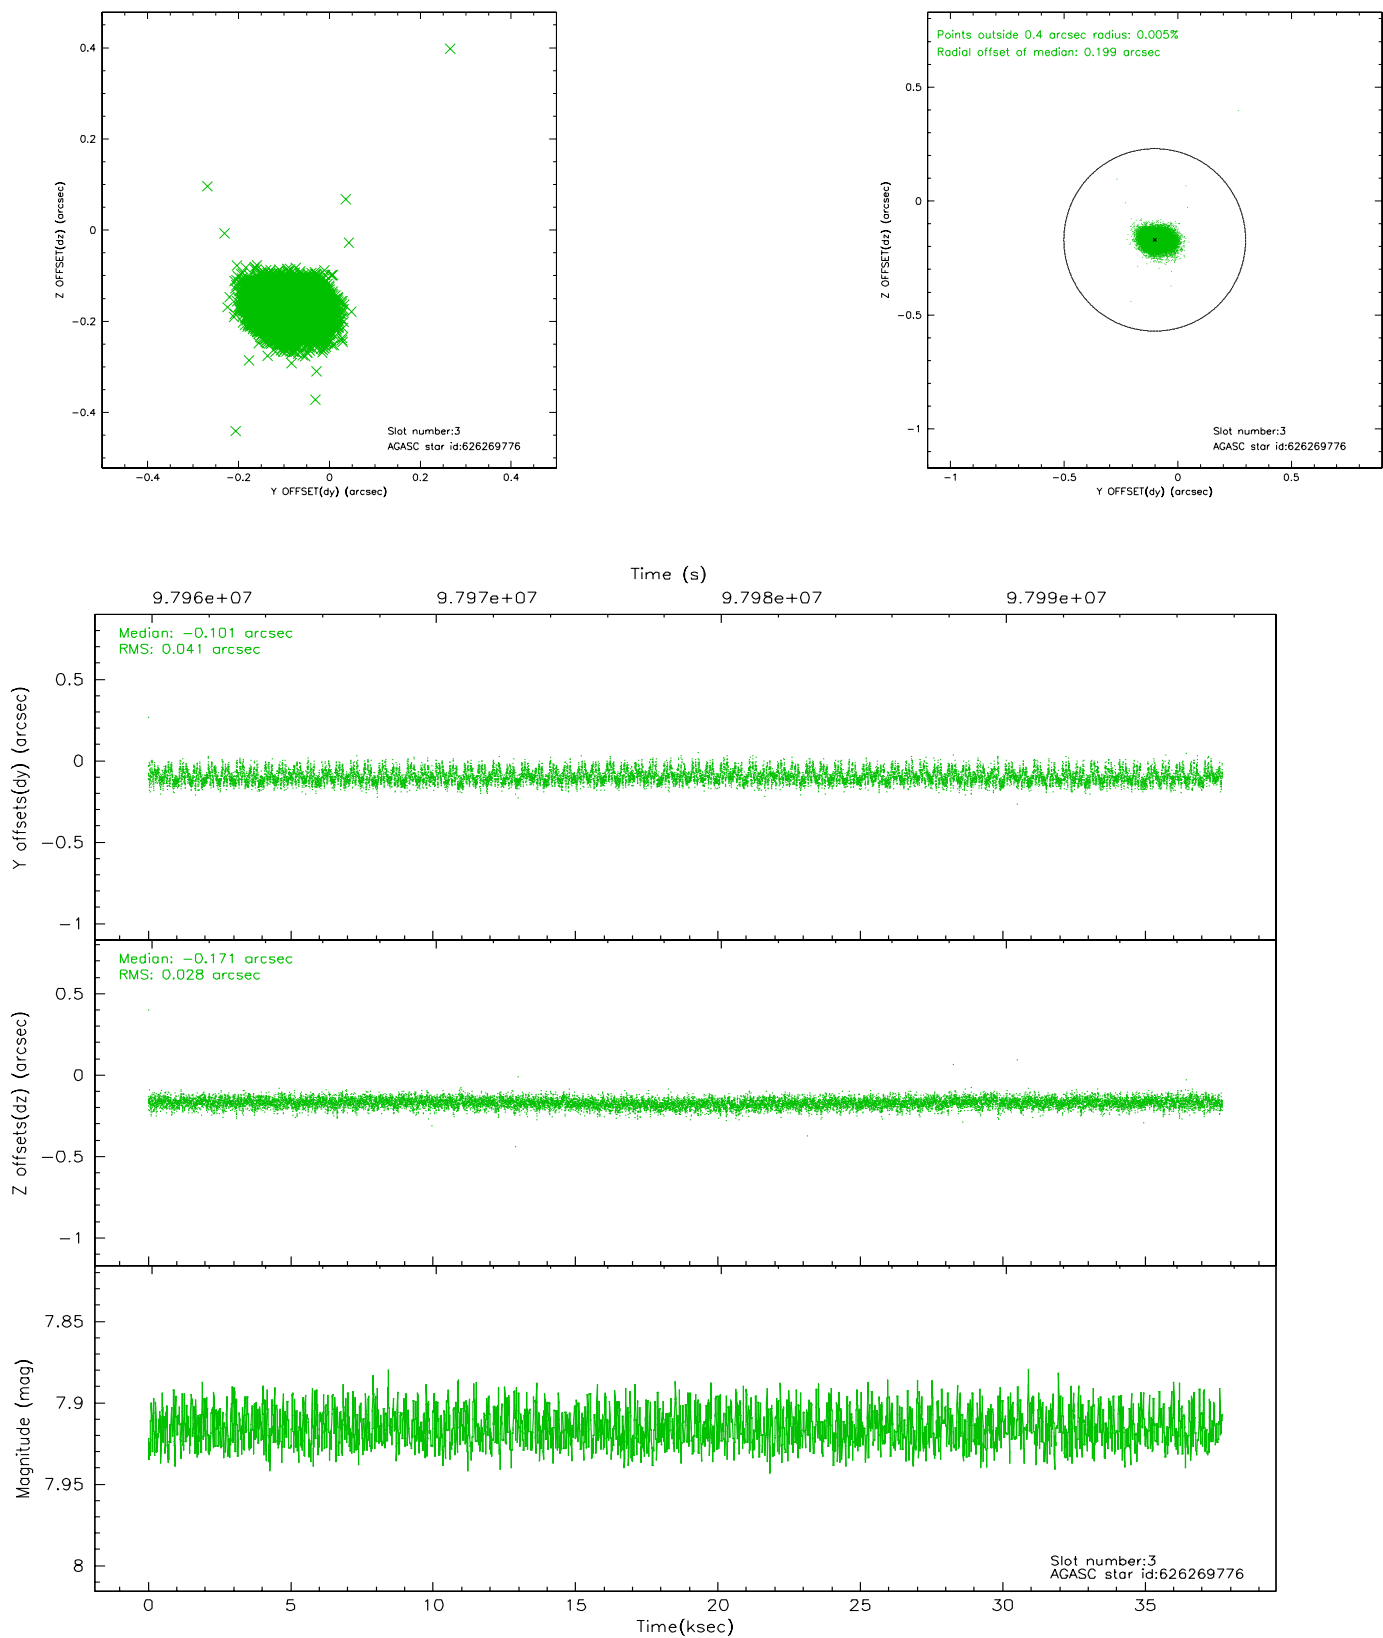 0.4
0.2
0
−0.2
−0.4
Z OFFSET(dz) (arcsec)
−0.4 −0.2 0 0.2 0.4
Y OFFSET(dy) (arcsec)
Slot number:3
AGASC star id:626269776
Points outside 0.4 arcsec radius: 0.005%
Radial offset of median: 0.199 arcsec
0.5
0
−0.5
−1
Z OFFSET(dz) (arcsec)
−1 −0.5 0 0.5
Y OFFSET(dy) (arcsec)
Slot number:3
AGASC star id:626269776
Time (s)
9.796e+07 9.797e+07 9.798e+07 9.799e+07
Median: −0.101 arcsec
RMS: 0.041 arcsec
0.5
0
−0.5
−1
Y offsets(dy) (arcsec)
Median: −0.171 arcsec
RMS: 0.028 arcsec
0.5
0
−0.5
−1
Z offsets(dz) (arcsec)
7.85
7.9
7.95
8
Magnitude (mag)
Slot number:3
AGASC star id:626269776
0 5 10 15 20 25 30 35
Time(ksec)